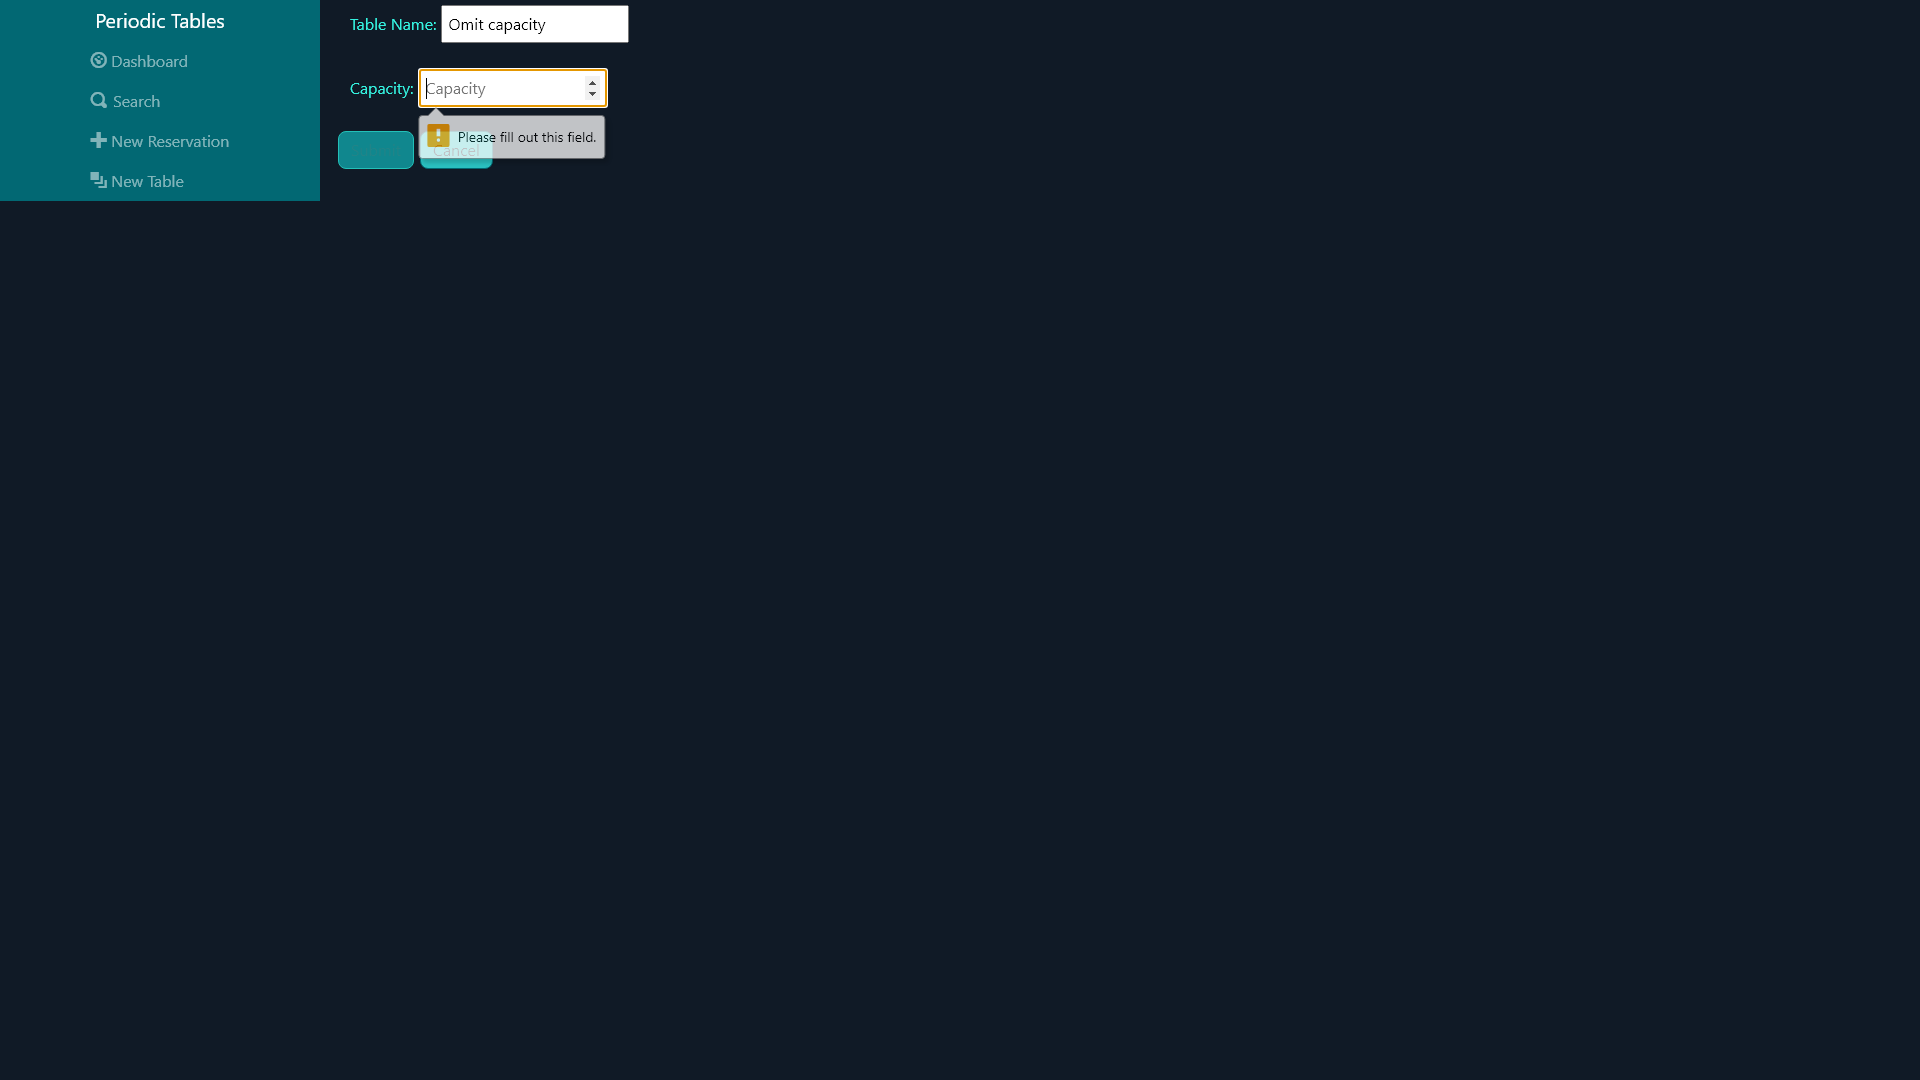 Periodic Tables
Dashboard
Search
New Reservation
New Table
Table Name: Omit capacity
Capacity: Capacity
Please fill out this field.
Cancel